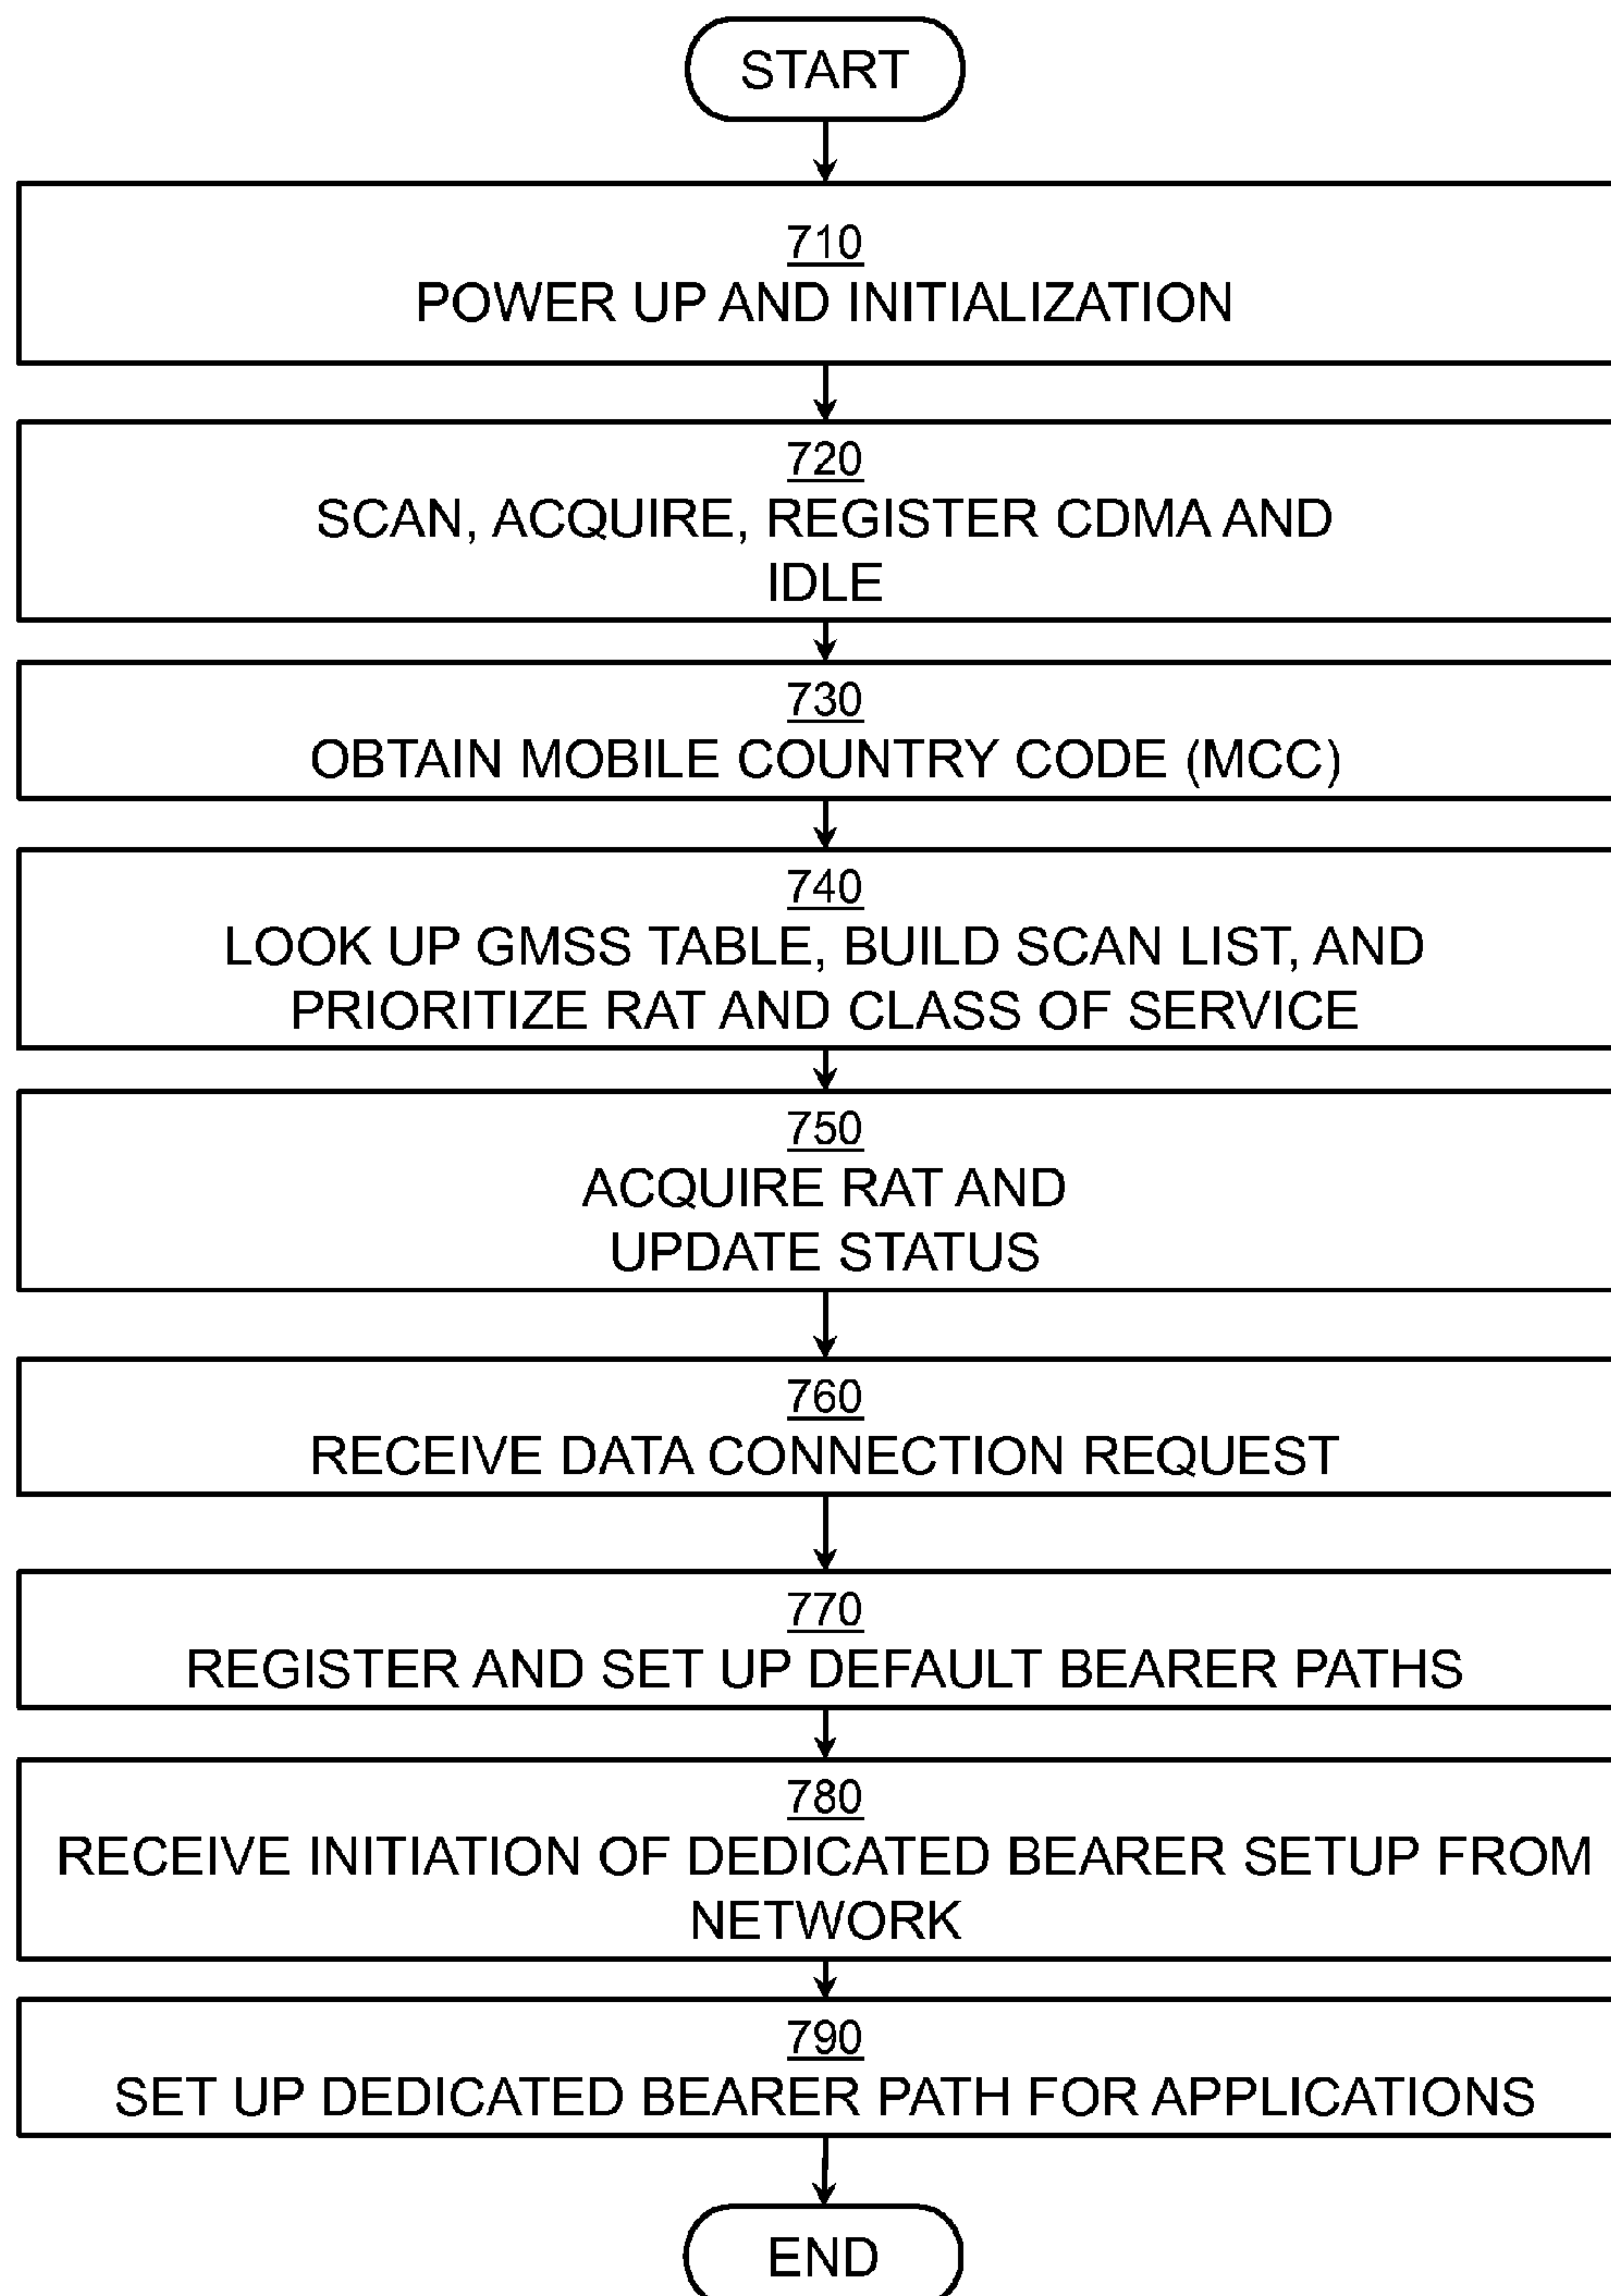 START
710
POWER UP AND INITIALIZATION
720
SCAN, ACQUIRE, REGISTER CDMA AND
IDLE
730
OBTAIN MOBILE COUNTRY CODE (MCC)
740
LOOK UP GMSS TABLE, BUILD SCAN LIST, AND
PRIORITIZE RAT AND CLASS OF SERVICE
750
ACQUIRE RAT AND
UPDATE STATUS
760
RECEIVE DATA CONNECTION REQUEST
770
REGISTER AND SET UP DEFAULT BEARER PATHS
780
RECEIVE INITIATION OF DEDICATED BEARER SETUP FROM
NETWORK
790
SET UP DEDICATED BEARER PATH FOR APPLICATIONS
END